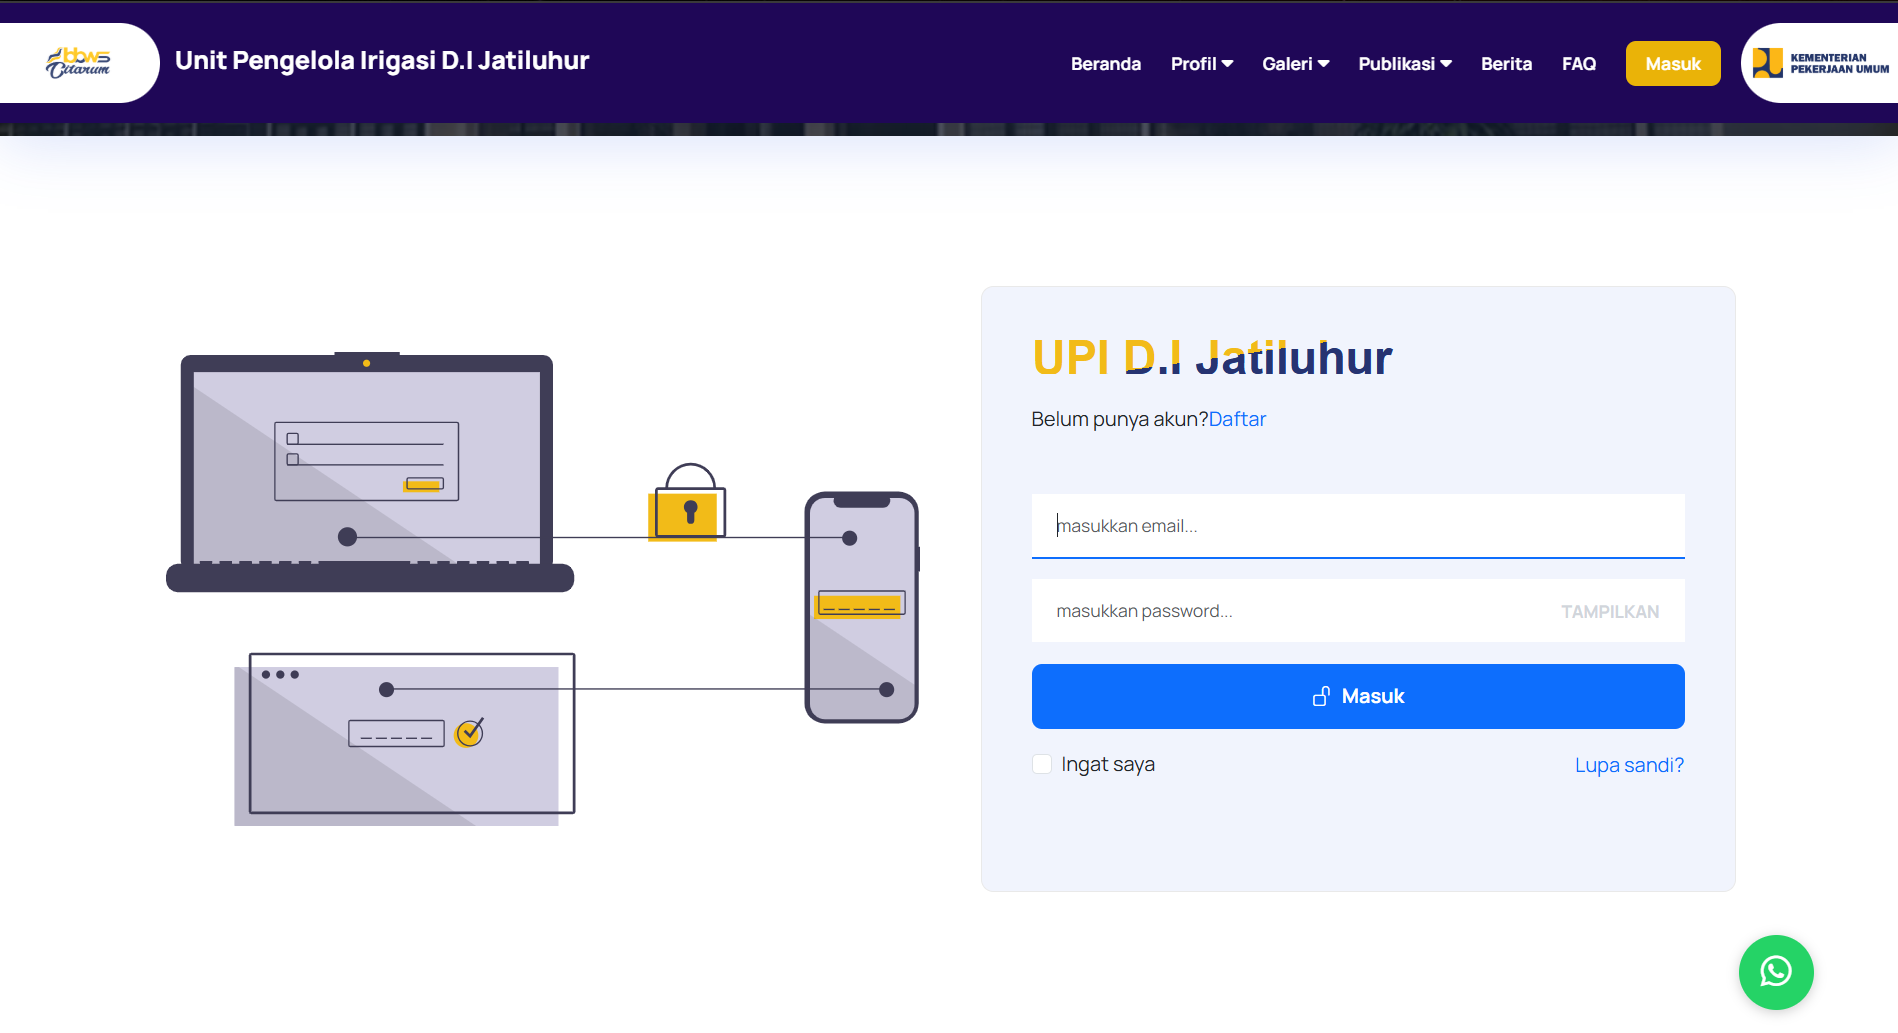 bbws
Citarum
Unit Pengelola Irigasi D.I Jatiluhur
Beranda
Profil
Galeri
Publikasi
Berita
FAQ
Masuk
KEMENTERIAN
PEKERJAAN UMUM
UPI D.I Jatiluhur
Belum punya akun?Daftar
masukkan email...
masukkan password...
TAMPILKAN
Masuk
Ingat saya
Lupa sandi?